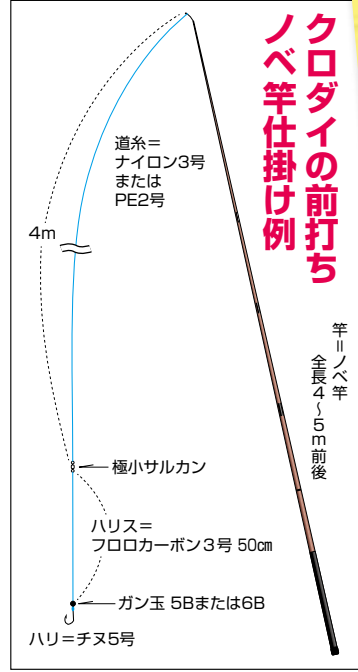 クロダイの前打ち
ノベ竿仕掛け例
道糸＝
ナイロン3号
または
PE2号
4m
竿＝ノベ竿
全長4～5m前後
極小サルカン
ハリス＝
フロロカーボン3号 50㎝
ガン玉 5Bまたは6B
ハリ＝チヌ5号